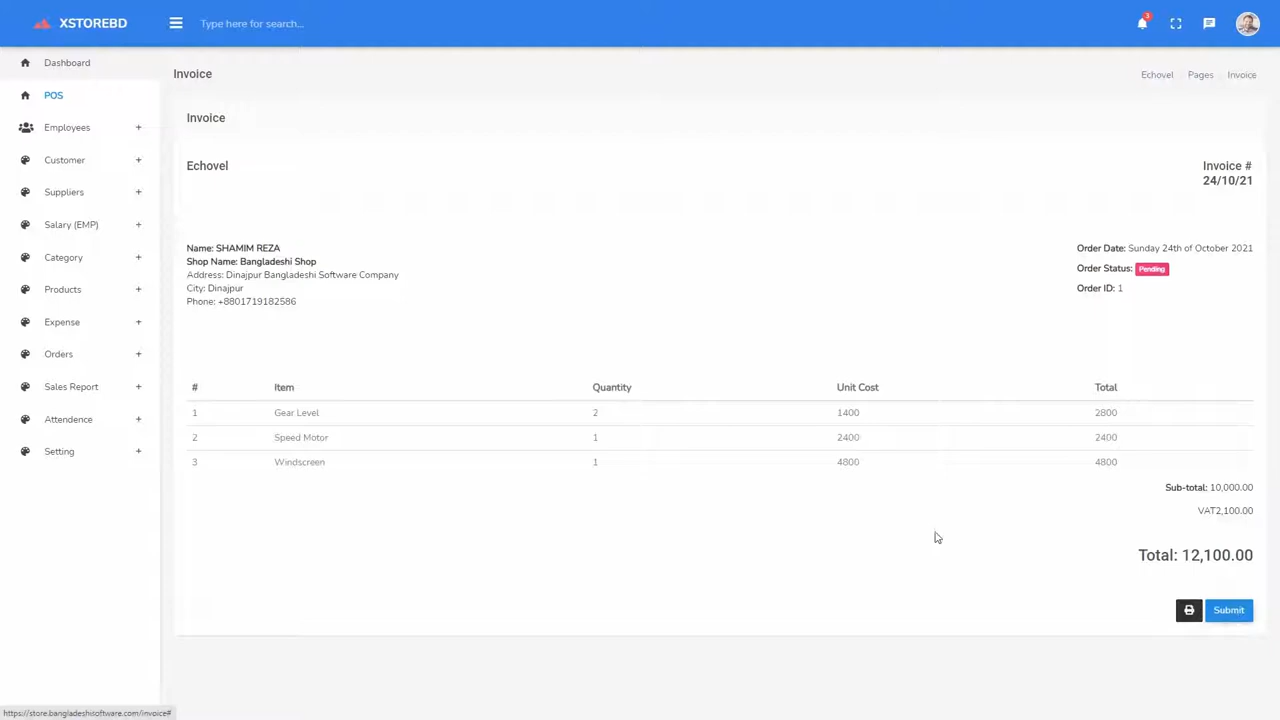 XSTOREBD
Type here for search...
3
Dashboard
POS
Employees +
Customer +
Suppliers +
Salary (EMP) +
Category +
Products +
Expense +
Orders +
Sales Report +
Attendence +
Setting +
Invoice
Echovel Pages Invoice
Invoice
Echovel
Invoice #
24/10/21
Name: SHAMIM REZA
Shop Name: Bangladeshi Shop
Address: Dinajpur Bangladeshi Software Company
City: Dinajpur
Phone: +8801719182586
Order Date: Sunday 24th of October 2021
Order Status: Pending
Order ID: 1
# Item Quantity Unit Cost Total
1 Gear Level 2 1400 2800
2 Speed Motor 1 2400 2400
3 Windscreen 1 4800 4800
Sub-total: 10,000.00
VAT2,100.00
Total: 12,100.00
Submit
https://store.bangladeshisoftware.com/invoice#